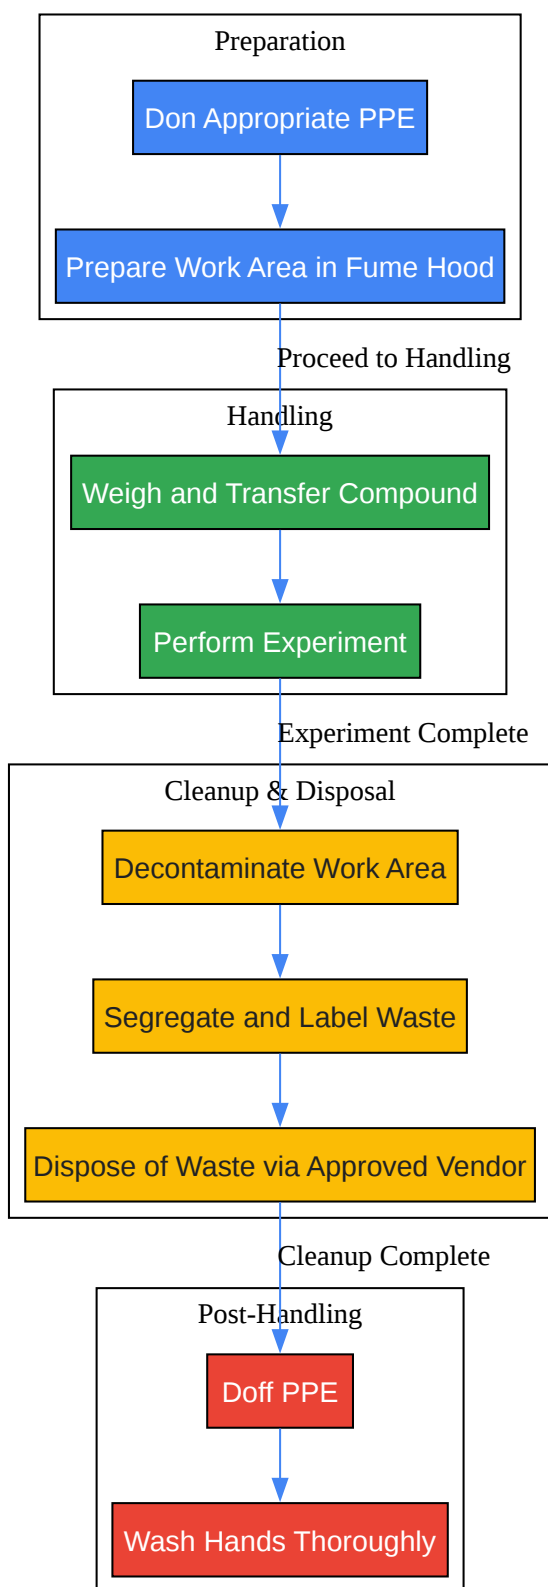 Preparation
Don Appropriate PPE
Prepare Work Area in Fume Hood
Proceed to Handling
Handling
Weigh and Transfer Compound
Perform Experiment
Experiment Complete
Cleanup & Disposal
Decontaminate Work Area
Segregate and Label Waste
Dispose of Waste via Approved Vendor
Cleanup Complete
Post-Handling
Doff PPE
Wash Hands Thoroughly